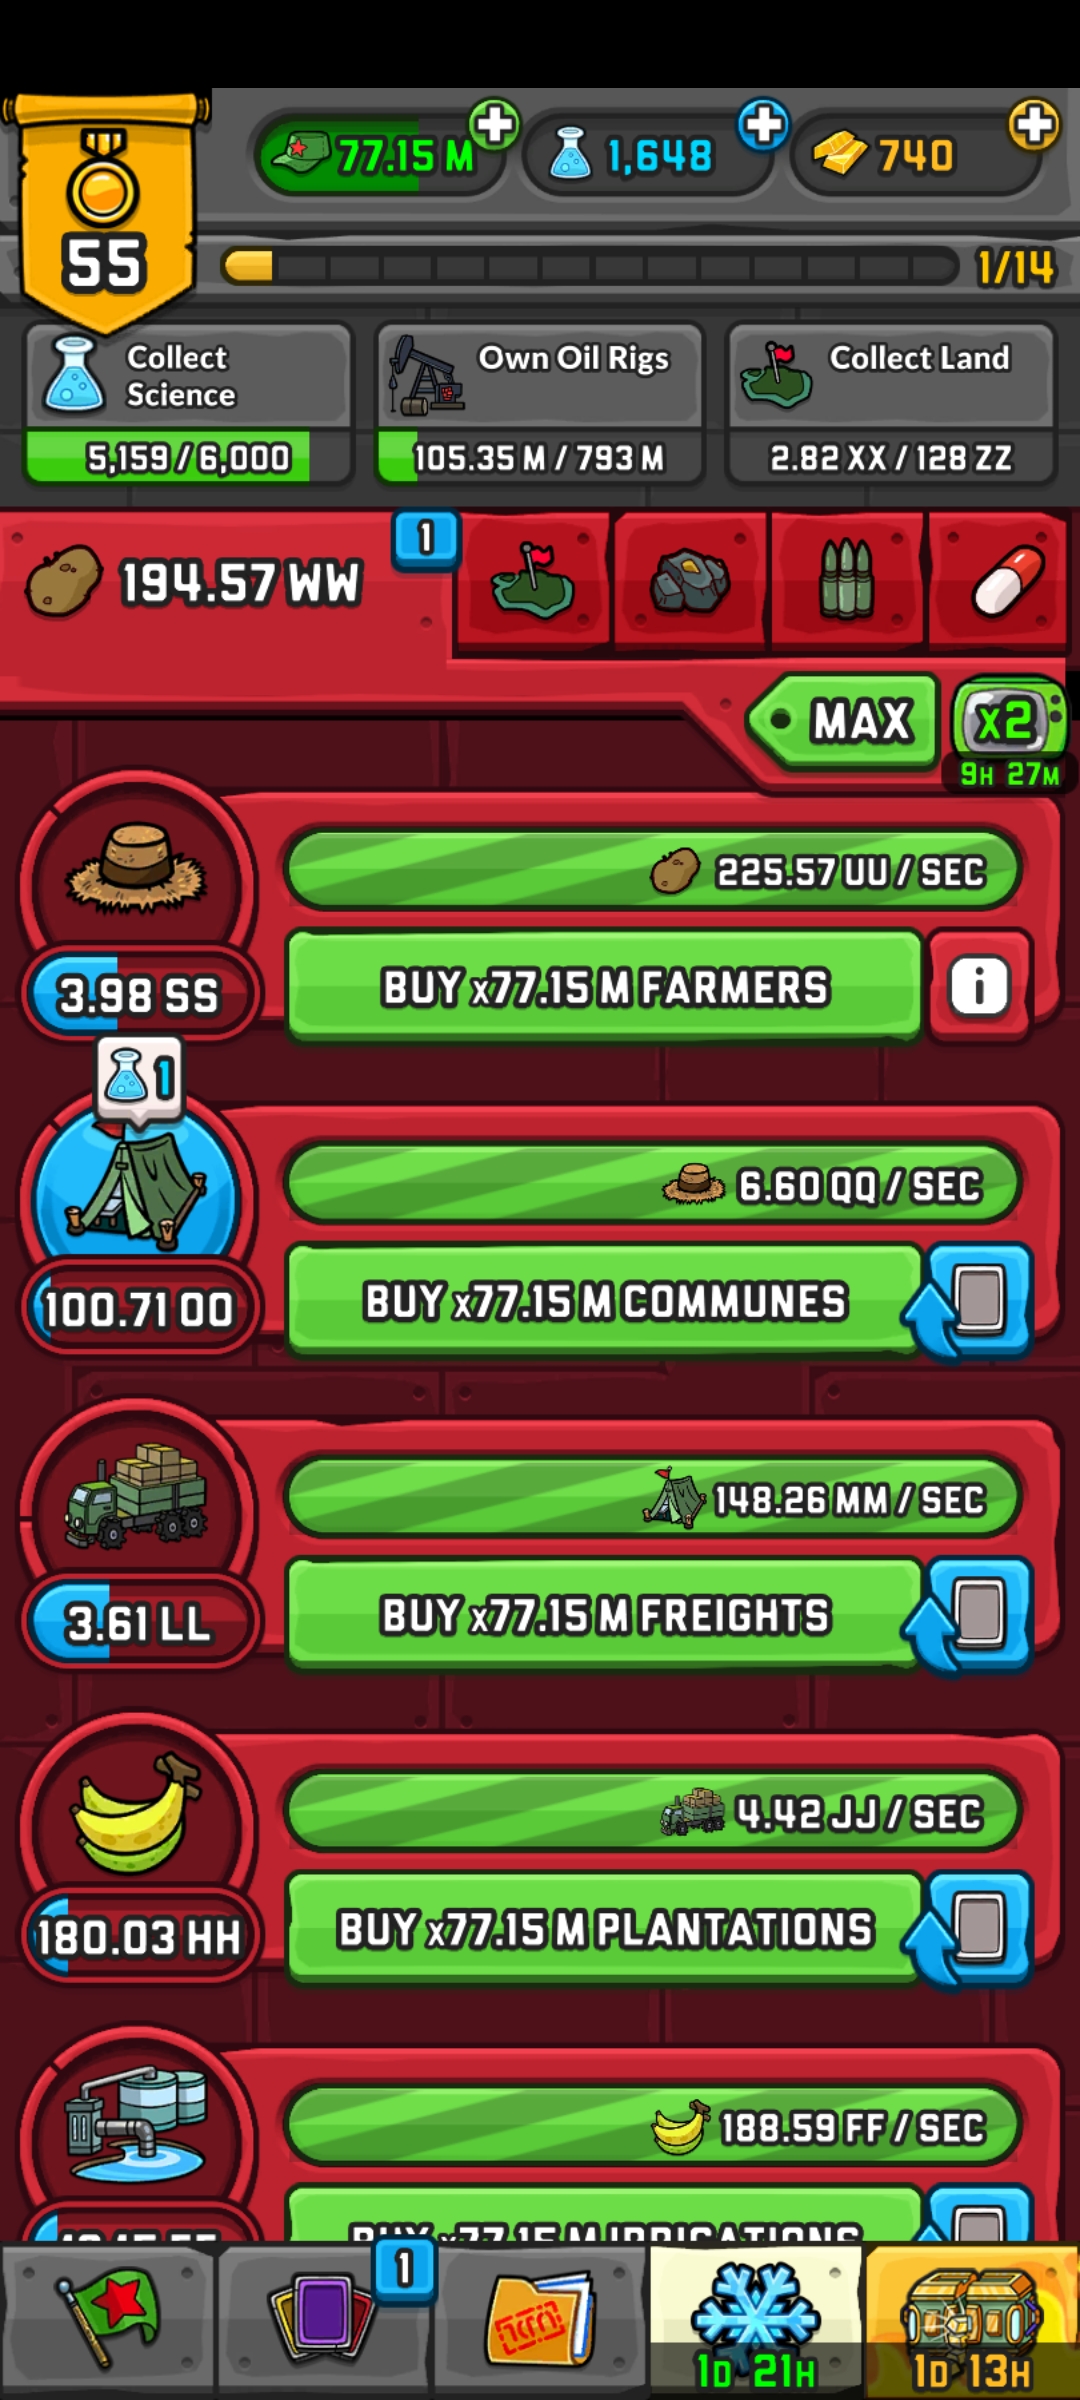 77.15 M
1,648
740
55
1/14
Collect
Science
5,159 / 6,000
Own Oil Rigs
105.35 M / 793 M
Collect Land
2.82 XX / 128 ZZ
194.57 WW
1
MAX
x2
9H 27M
225.57 UU / SEC
3.98 SS
BUY x77.15 M FARMERS
i
1
6.60 QQ / SEC
100.71 OO
BUY x77.15 M COMMUNES
148.26 MM / SEC
3.61 LL
BUY x77.15 M FREIGHTS
4.42 JJ / SEC
180.03 HH
BUY x77.15 M PLANTATIONS
188.59 FF / SEC
BUY x77.15 M IRRIGATIONS
1
1D 21H
1D 13H